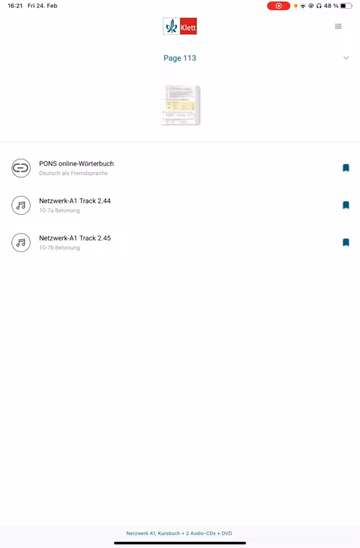 16:21 Fri 24. Feb
48 %
Klett
Page 113
PONS online-Wörterbuch
Deutsch als Fremdsprache
Netzwerk-A1 Track 2.44
10-7a Betonung
Netzwerk-A1 Track 2.45
10-7b Betonung
Netzwerk A1, Kursbuch + 2 Audio-CDs + DVD